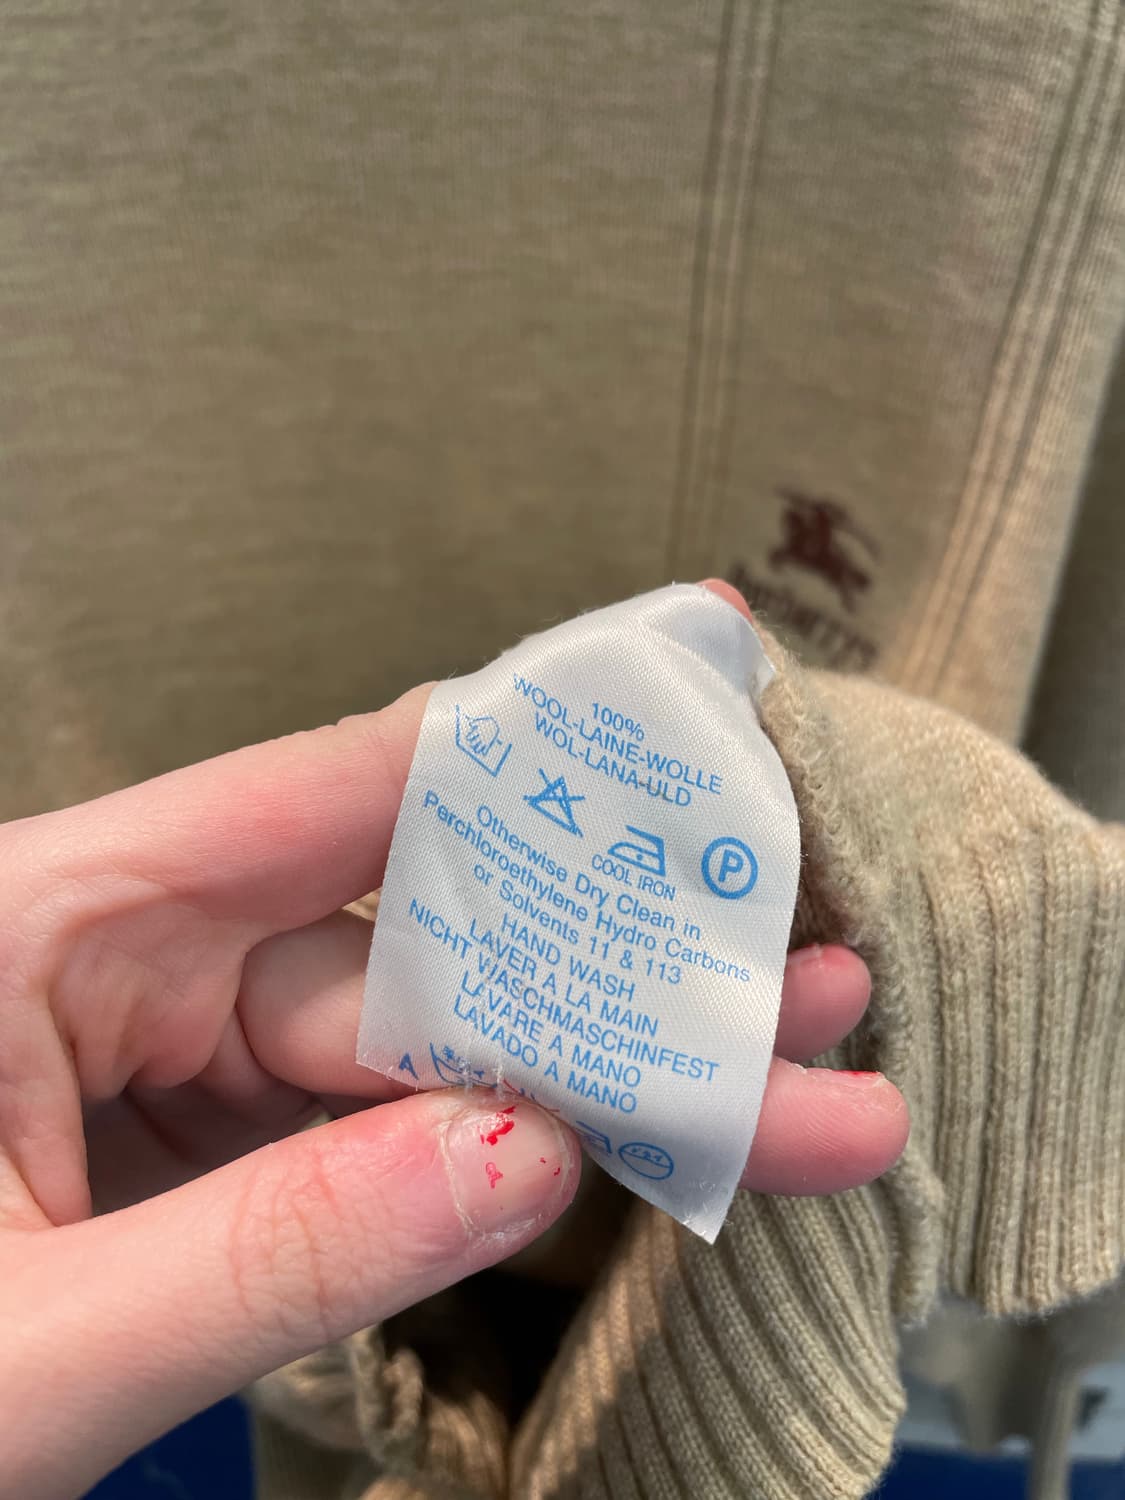 100%
WOOL-LAINE-WOLLE
WOL-LANA-ULD
COOL IRON
P
Otherwise Dry Clean in
Perchloroethylene Hydro Carbons
or Solvents 11 & 113
HAND WASH
LAVER A LA MAIN
NICHT WASCHMASCHINFEST
LAVARE A MANO
LAVADO A MANO
A